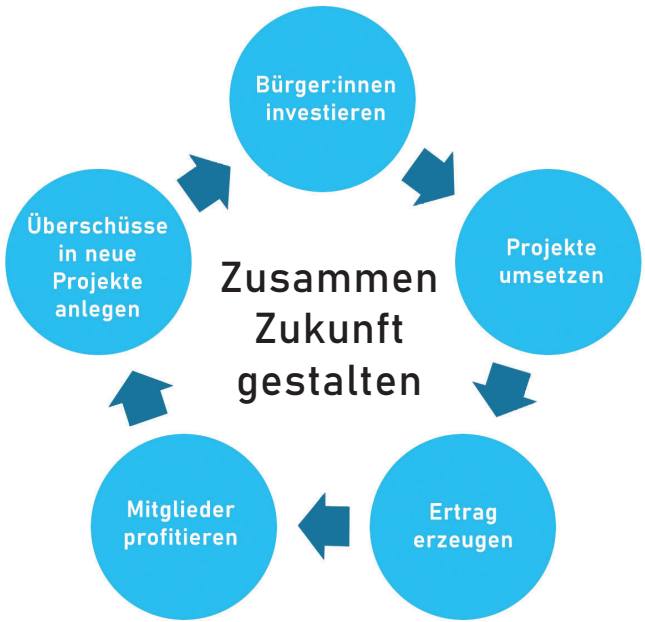 Bürger:innen
investieren
Projekte
umsetzen
Ertrag
erzeugen
Mitglieder
profitieren
Überschüsse
in neue
Projekte
anlegen
Zusammen
Zukunft
gestalten